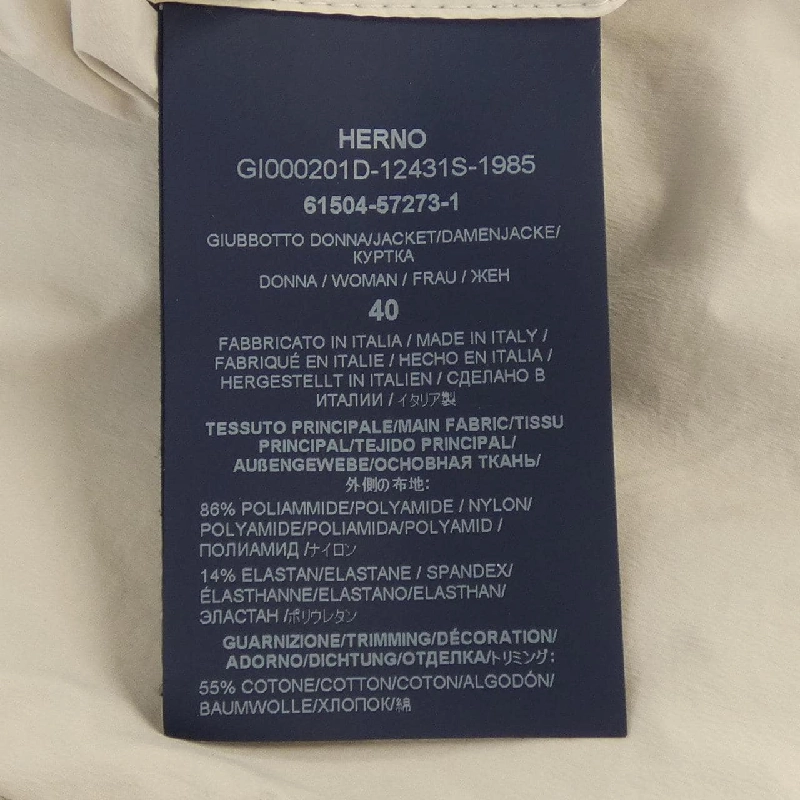 HERNO
GI000201D-12431S-1985
61504-57273-1
GIUBBOTTO DONNA/JACKET/DAMENJACKE/
КУРТКА
DONNA / WOMAN / FRAU / ЖЕН
40
FABBRICATO IN ITALIA / MADE IN ITALY /
FABRIQUÉ EN ITALIE / HECHO EN ITALIA /
HERGESTELLT IN ITALIEN / СДЕЛАНО В
ИТАЛИИ / イタリア製
TESSUTO PRINCIPALE/MAIN FABRIC/TISSU
PRINCIPAL/TEJIDO PRINCIPAL/
AUßENGEWEBE/ОСНОВНАЯ ТКАНЬ/
外側の布地:
86% POLIAMMIDE/POLYAMIDE / NYLON/
POLYAMIDE/POLIAMIDA/POLYAMID /
ПОЛИАМИД /ナイロン
14% ELASTAN/ELASTANE / SPANDEX/
ÉLASTHANNE/ELASTANO/ELASTHAN/
ЭЛАСТАН /ポリウレタン
GUARNIZIONE/TRIMMING/DÉCORATION/
ADORNO/DICHTUNG/ОТДЕЛКА/トリミング:
55% COTONE/COTTON/COTON/ALGODÓN/
BAUMWOLLE/ХЛОПОК/綿